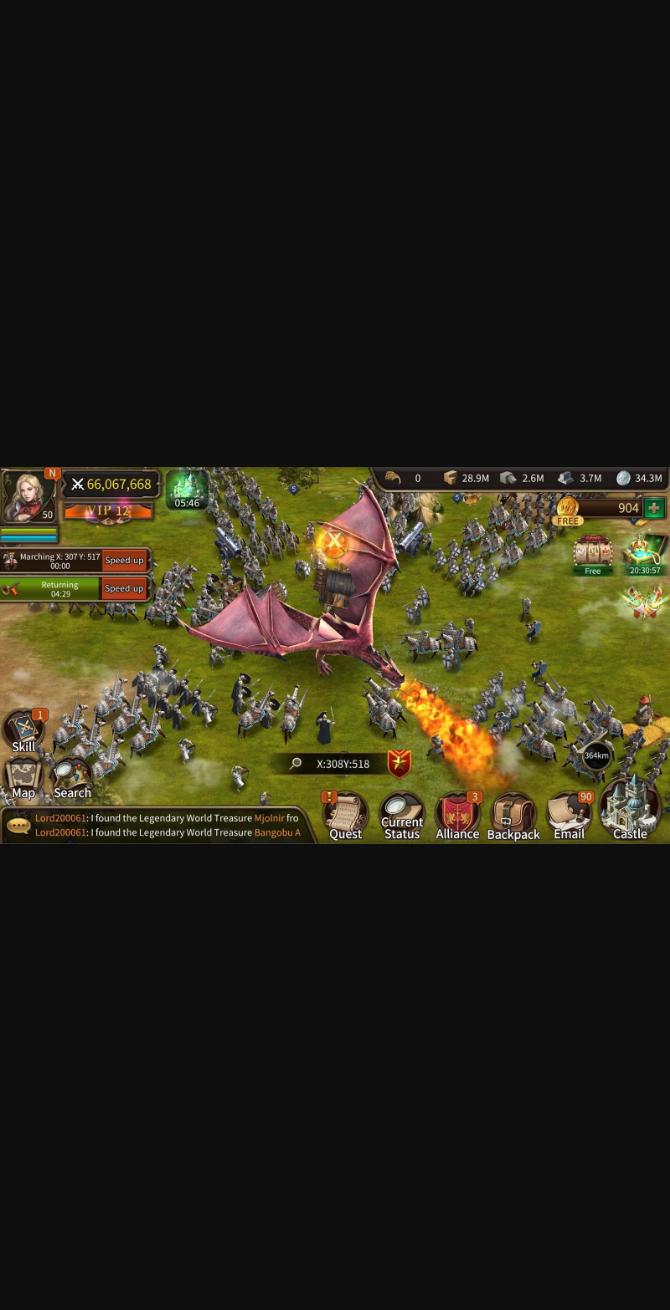 N
66,067,668
50
VIP 12
05:46
0
28.9M
2.6M
3.7M
34.3M
FREE
904
Marching X: 307 Y: 517
00:00
Speed-up
Returning
04:29
Speed-up
Free
20:30:57
1
Skill
Map
Search
X:308Y:518
364km
Lord200061: I found the Legendary World Treasure Mjolnir fro
Lord200061: I found the Legendary World Treasure Bangobu A
!
Quest
Current
Status
3
Alliance
Backpack
90
Email
Castle